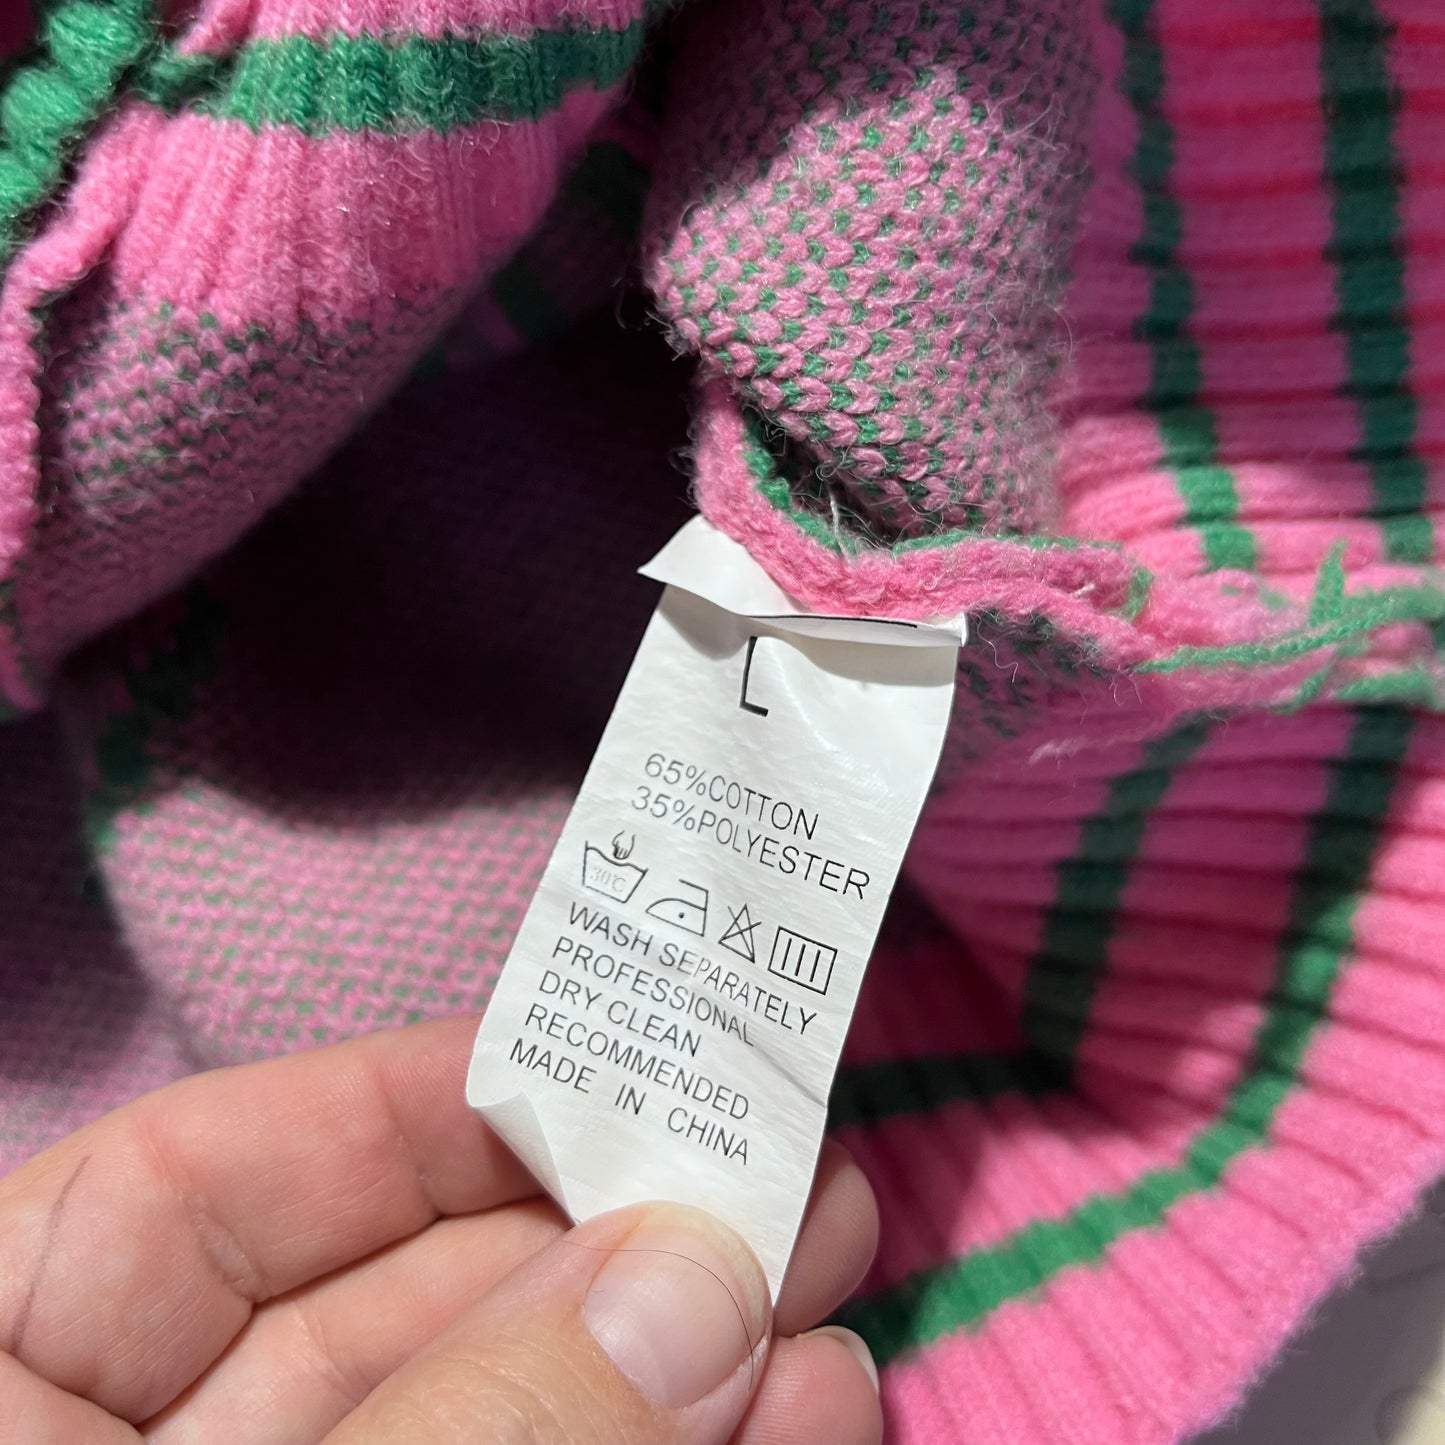 L
65%COTTON
35%POLYESTER
30℃
WASH SEPARATELY
PROFESSIONAL
DRY CLEAN
RECOMMENDED
MADE IN CHINA